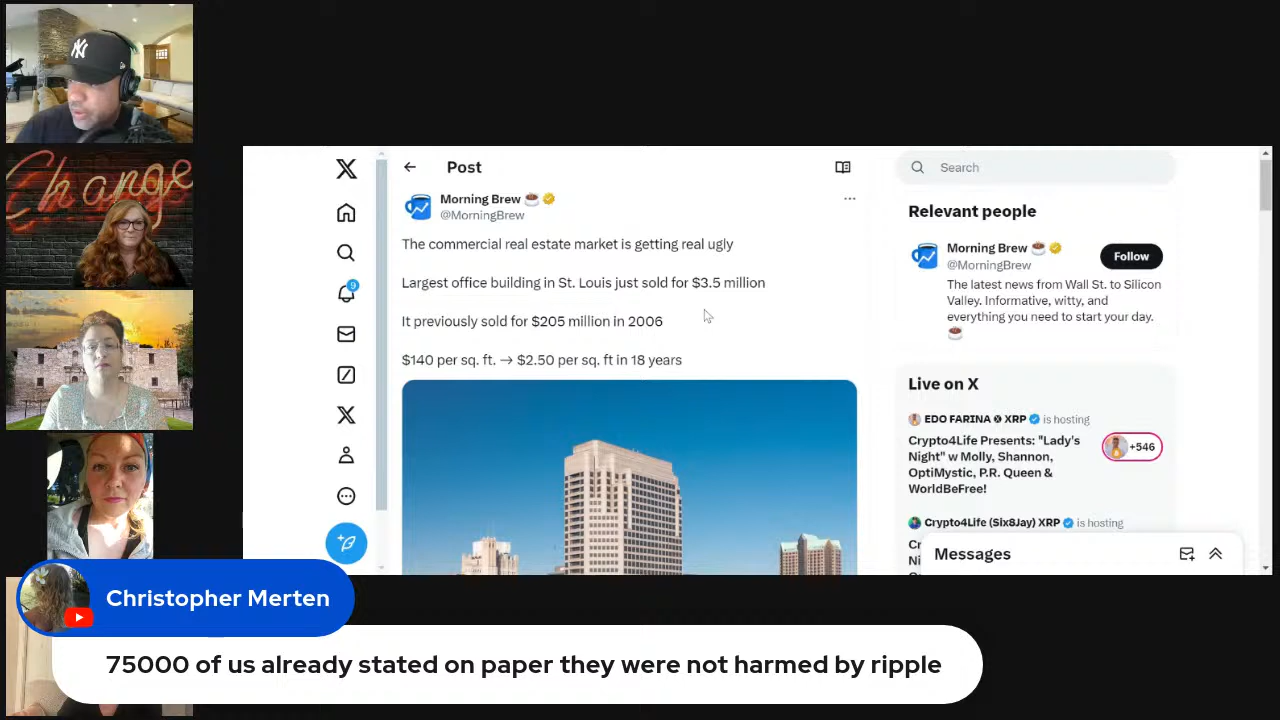 Change
Post
Morning Brew
@MorningBrew
The commercial real estate market is getting real ugly
Largest office building in St. Louis just sold for $3.5 million
It previously sold for $205 million in 2006
$140 per sq. ft. → $2.50 per sq. ft in 18 years
9
Search
Relevant people
Morning Brew
@MorningBrew
Follow
The latest news from Wall St. to Silicon
Valley. Informative, witty, and
everything you need to start your day.
Live on X
EDO FARINA XRP is hosting
Crypto4Life Presents: "Lady's
Night" w Molly, Shannon,
OptiMystic, P.R. Queen &
WorldBeFree!
+546
Crypto4Life (Six8Jay) XRP is hosting
Messages
Christopher Merten
75000 of us already stated on paper they were not harmed by ripple